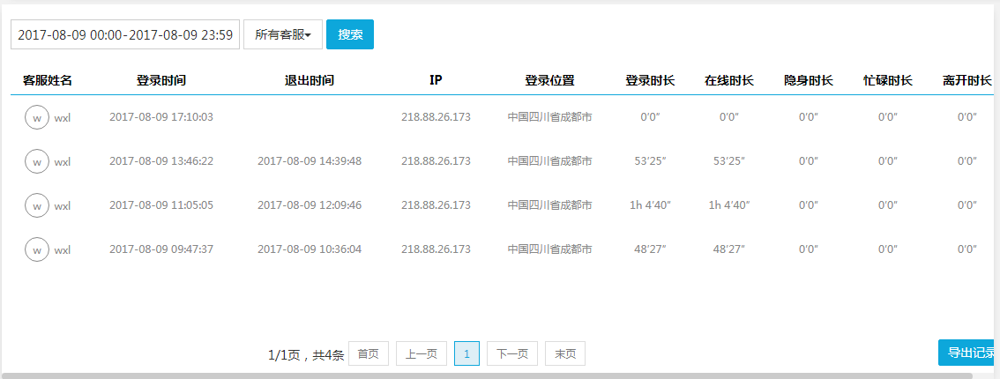 2017-08-09 00:00-2017-08-09 23:59 所有客服 搜索
客服姓名 登录时间 退出时间 IP 登录位置 登录时长 在线时长 隐身时长 忙碌时长 离开时长
w wxl 2017-08-09 17:10:03 218.88.26.173 中国四川省成都市 0'0" 0'0" 0'0" 0'0" 0'0"
w wxl 2017-08-09 13:46:22 2017-08-09 14:39:48 218.88.26.173 中国四川省成都市 53'25" 53'25" 0'0" 0'0" 0'0"
w wxl 2017-08-09 11:05:05 2017-08-09 12:09:46 218.88.26.173 中国四川省成都市 1h 4'40" 1h 4'40" 0'0" 0'0" 0'0"
w wxl 2017-08-09 09:47:37 2017-08-09 10:36:04 218.88.26.173 中国四川省成都市 48'27" 48'27" 0'0" 0'0" 0'0"
1/1页，共4条 首页 上一页 1 下一页 末页 导出记录